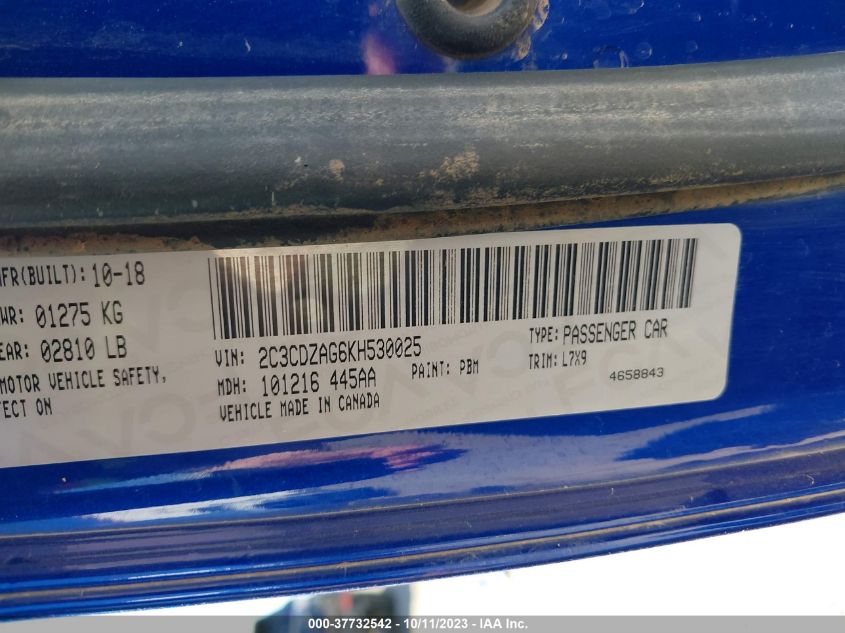 MFR(BUILT): 10-18
WR: 01275 KG
EAR: 02810 LB
MOTOR VEHICLE SAFETY,
FECT ON
VIN: 2C3CDZAG6KH530025
TYPE: PASSENGER CAR
MDH: 101216 445AA
PAINT: PBM
TRIM: L7X9
VEHICLE MADE IN CANADA
4658843
000-37732542 - 10/11/2023 - IAA Inc.